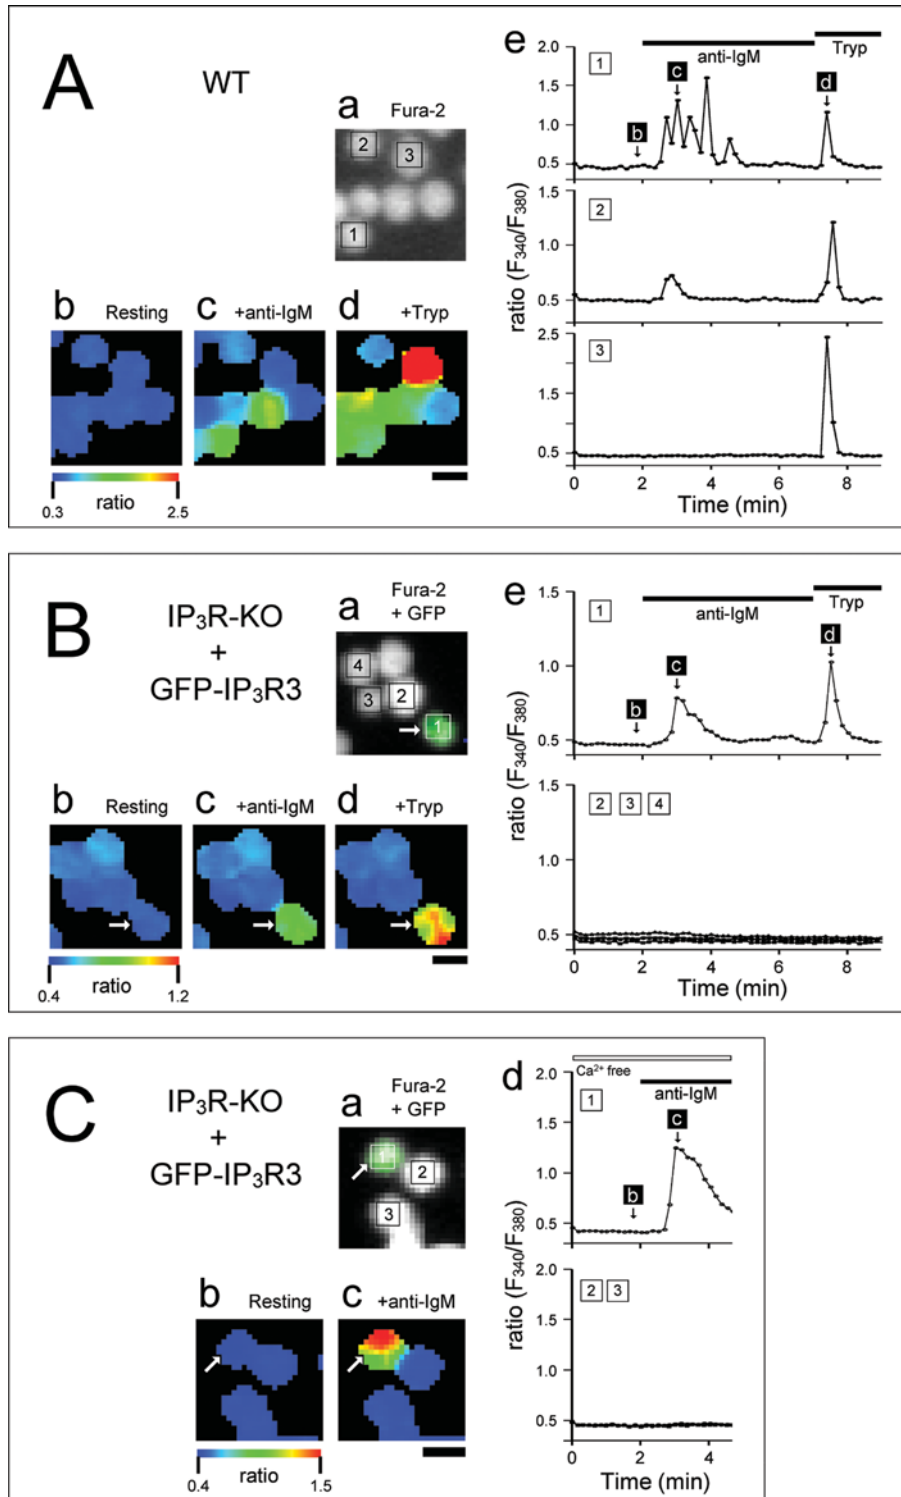 A
WT
a Fura-2
2
3
1
b Resting
c +anti-IgM
d +Tryp
ratio
0.3 2.5
e
anti-IgM
Tryp
ratio (F340/F380)
2.0
1.5
1.0
0.5
1
b
c
d
1.5
1.0
0.5
2
2.5
1.5
0.5
3
0 2 4 6 8
Time (min)
B
IP3R-KO
+
GFP-IP3R3
a Fura-2
+ GFP
4
3
2
1
b Resting
c +anti-IgM
d +Tryp
ratio
0.4 1.2
e
anti-IgM
Tryp
ratio (F340/F380)
1.5
1.0
0.5
1
b
c
d
1.5
1.0
0.5
2 3 4
0 2 4 6 8
Time (min)
C
IP3R-KO
+
GFP-IP3R3
a Fura-2
+ GFP
1
2
3
b Resting
c +anti-IgM
ratio
0.4 1.5
d
Ca2+ free
anti-IgM
ratio (F340/F380)
2.0
1.5
1.0
0.5
1
b
c
2.0
1.5
1.0
0.5
2 3
0 2 4
Time (min)